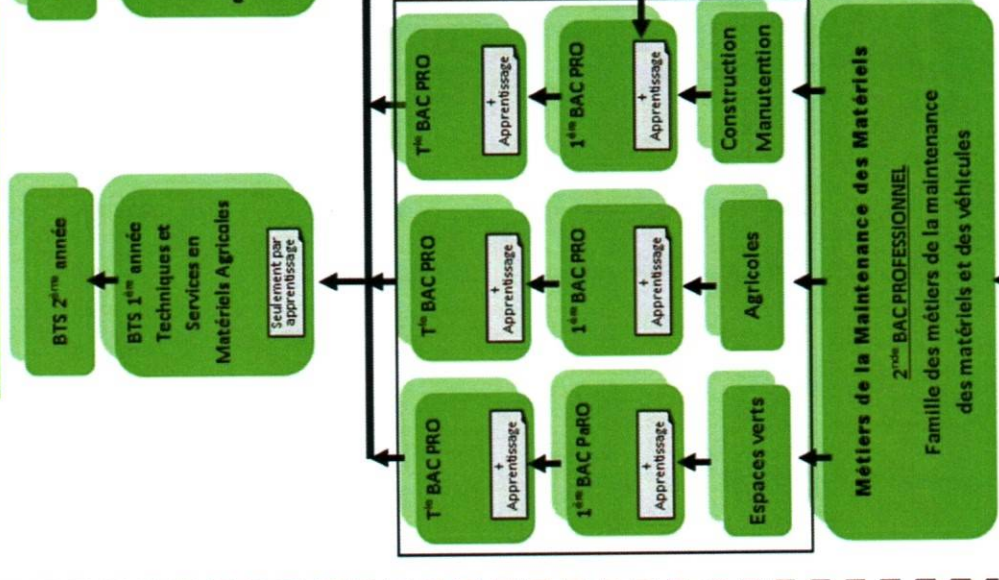 BTS 2ème année
BTS 1ère année
Techniques et
Services en
Matériels Agricoles
Seulement par
apprentissage
Tle BAC PRO
+
Apprentissage
Tle BAC PRO
+
Apprentissage
Tle BAC PRO
+
Apprentissage
1ère BAC PaRO
+
Apprentissage
1ère BAC PRO
+
Apprentissage
1ère BAC PRO
+
Apprentissage
Espaces verts
Agricoles
Construction
Manutention
Métiers de la Maintenance des Matériels
2nde BAC PROFESSIONNEL
Famille des métiers de la maintenance
des matériels et des véhicules